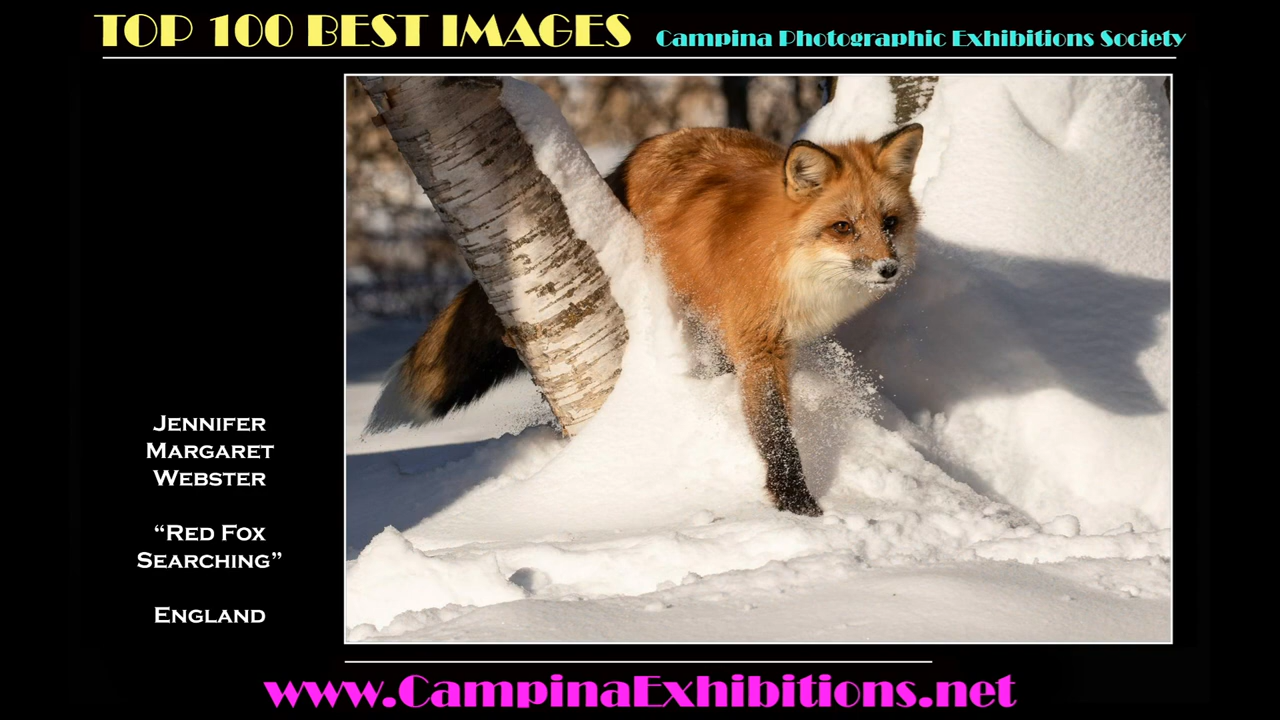 TOP 100 BEST IMAGES Campina Photographic Exhibitions Society
Jennifer
Margaret
Webster
“Red Fox
Searching”
England
www.CampinaExhibitions.net